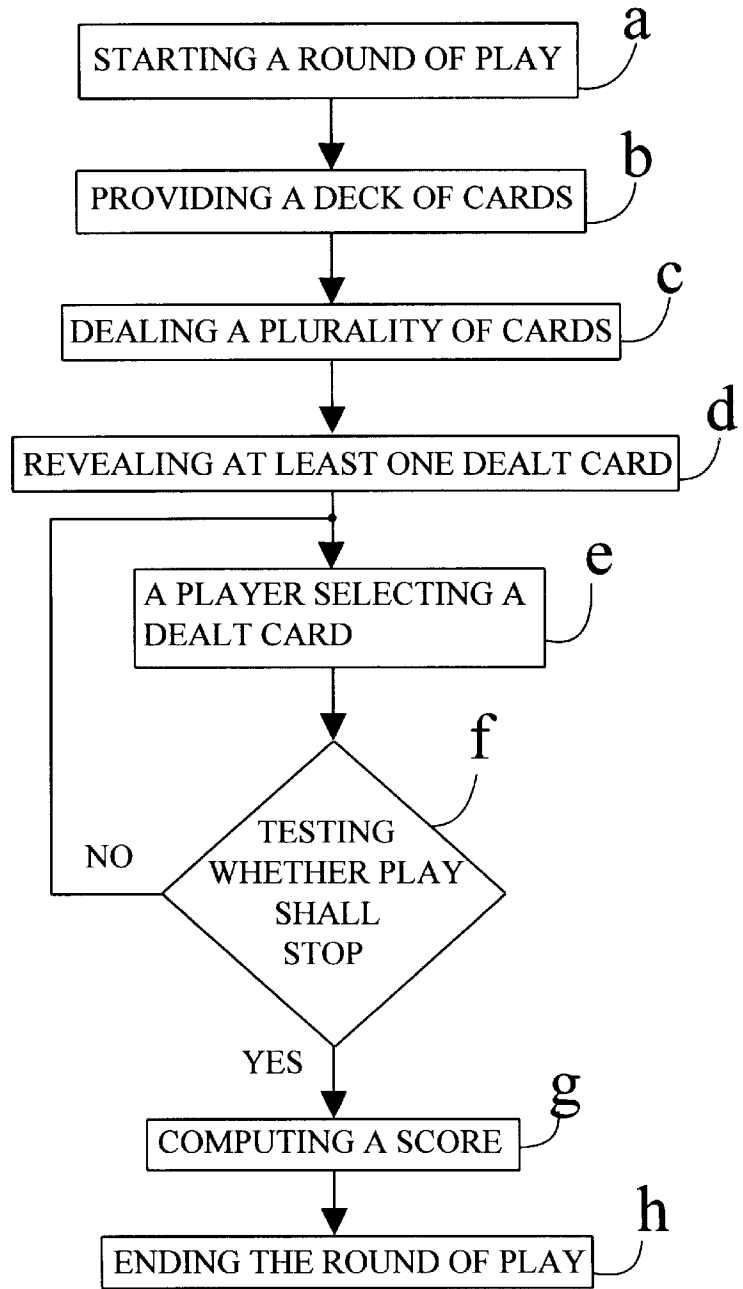 a
STARTING A ROUND OF PLAY
b
PROVIDING A DECK OF CARDS
c
DEALING A PLURALITY OF CARDS
d
REVEALING AT LEAST ONE DEALT CARD
e
A PLAYER SELECTING A
DEALT CARD
f
TESTING
WHETHER PLAY
SHALL
STOP
NO
YES
g
COMPUTING A SCORE
h
ENDING THE ROUND OF PLAY